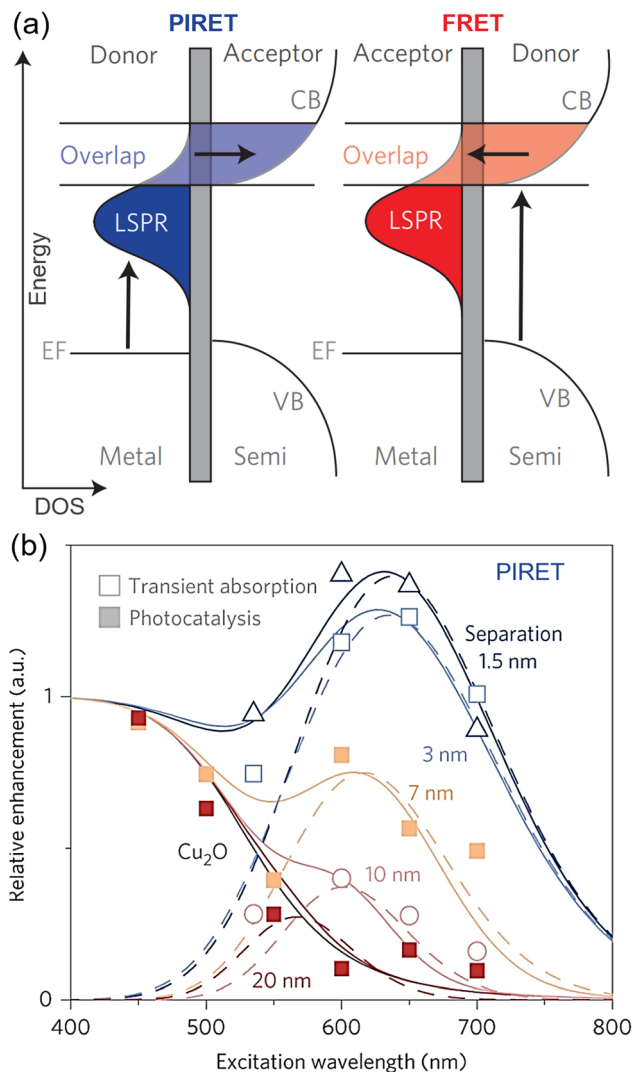 (a)
PIRET
FRET
Donor
Acceptor
Acceptor
Donor
CB
CB
Overlap
Overlap
LSPR
LSPR
Energy
EF
EF
VB
VB
Metal
Semi
Metal
Semi
DOS
(b)
Transient absorption
Photocatalysis
PIRET
Separation
1.5 nm
3 nm
7 nm
Cu₂O
10 nm
20 nm
Relative enhancement (a.u.)
1
0
400
500
600
700
800
Excitation wavelength (nm)